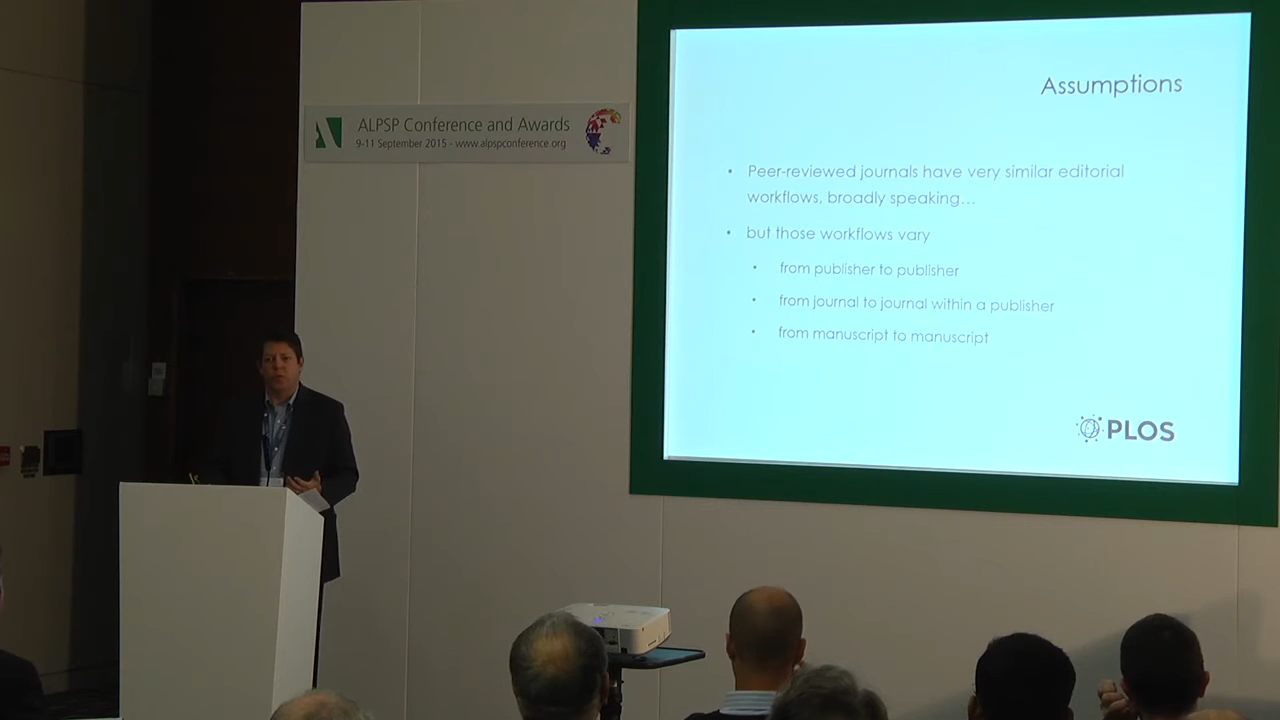 ALPSP Conference and Awards
9-11 September 2015 - www.alpspconference.org
Assumptions
• Peer-reviewed journals have very similar editorial
workflows, broadly speaking…
• but those workflows vary
• from publisher to publisher
• from journal to journal within a publisher
• from manuscript to manuscript
PLOS